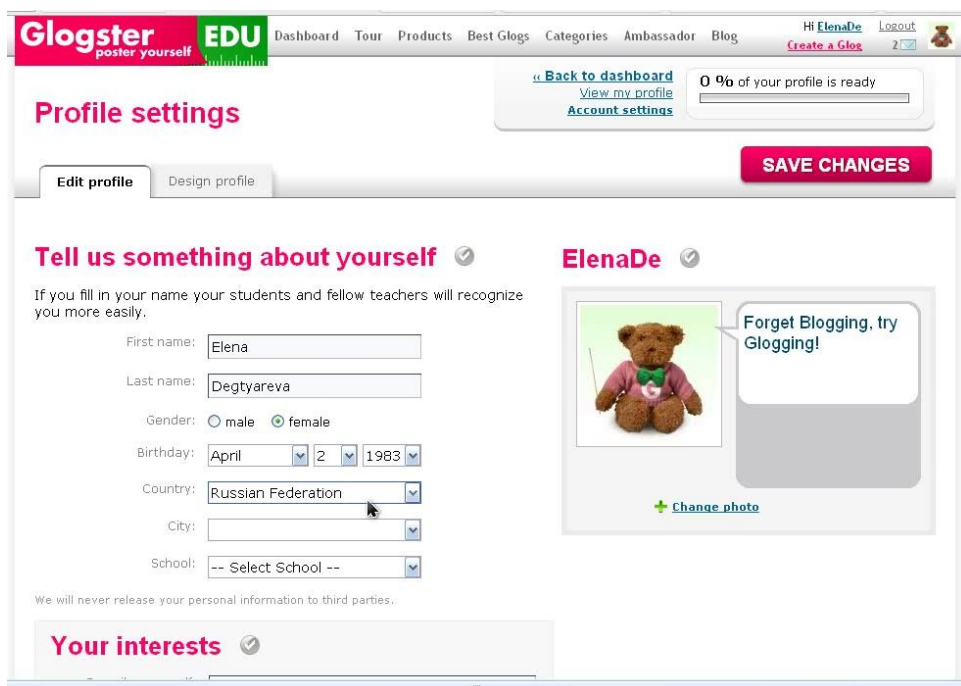 Glogster
poster yourself
EDU
Dashboard Tour Products Best Glogs Categories Ambassador Blog
Hi ElenaDe Logout
Create a Glog 2
‹‹ Back to dashboard
View my profile
Account settings
0 % of your profile is ready
Profile settings
SAVE CHANGES
Edit profile Design profile
Tell us something about yourself
If you fill in your name your students and fellow teachers will recognize
you more easily.
First name: Elena
Last name: Degtyareva
Gender: male female
Birthday: April 2 1983
Country: Russian Federation
City:
School: -- Select School --
We will never release your personal information to third parties.
Your interests
ElenaDe
Forget Blogging, try
Glogging!
G
Change photo